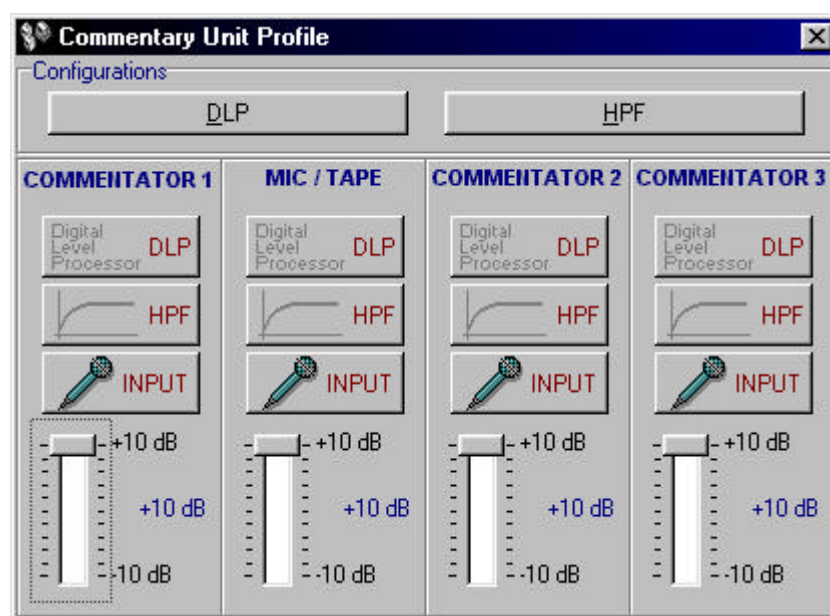 Commentary Unit Profile
Configurations
DLP
HPF
COMMENTATOR 1
Digital
Level
Processor
DLP
HPF
INPUT
+10 dB
+10 dB
-10 dB
MIC / TAPE
Digital
Level
Processor
DLP
HPF
INPUT
+10 dB
+10 dB
-10 dB
COMMENTATOR 2
Digital
Level
Processor
DLP
HPF
INPUT
+10 dB
+10 dB
-10 dB
COMMENTATOR 3
Digital
Level
Processor
DLP
HPF
INPUT
+10 dB
+10 dB
-10 dB